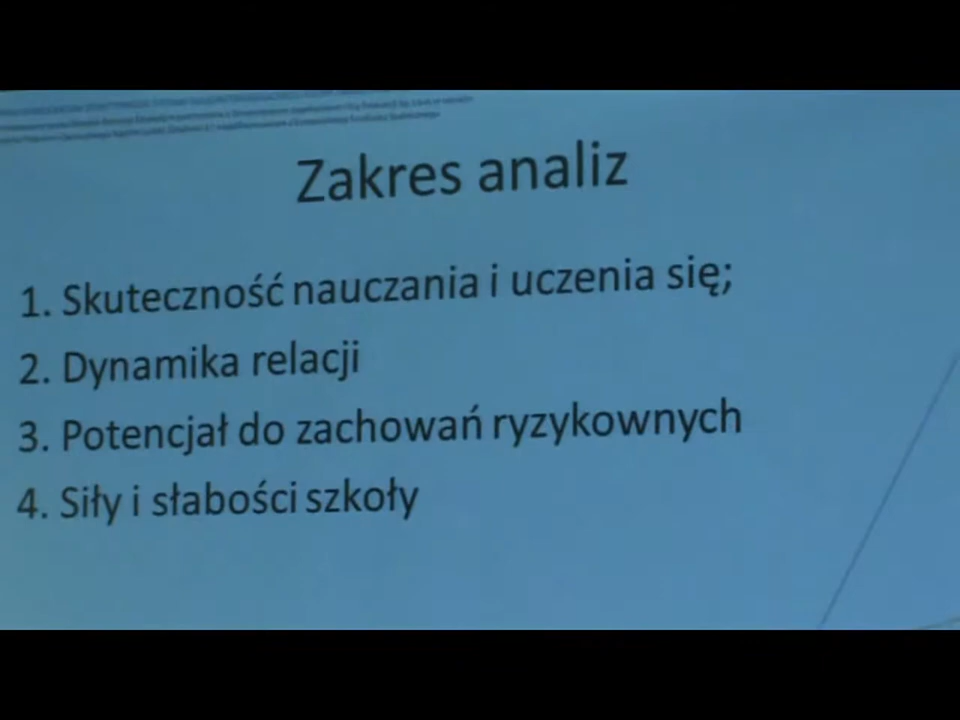 Zakres analiz
1. Skuteczność nauczania i uczenia się;
2. Dynamika relacji
3. Potencjał do zachowań ryzykownych
4. Siły i słabości szkoły